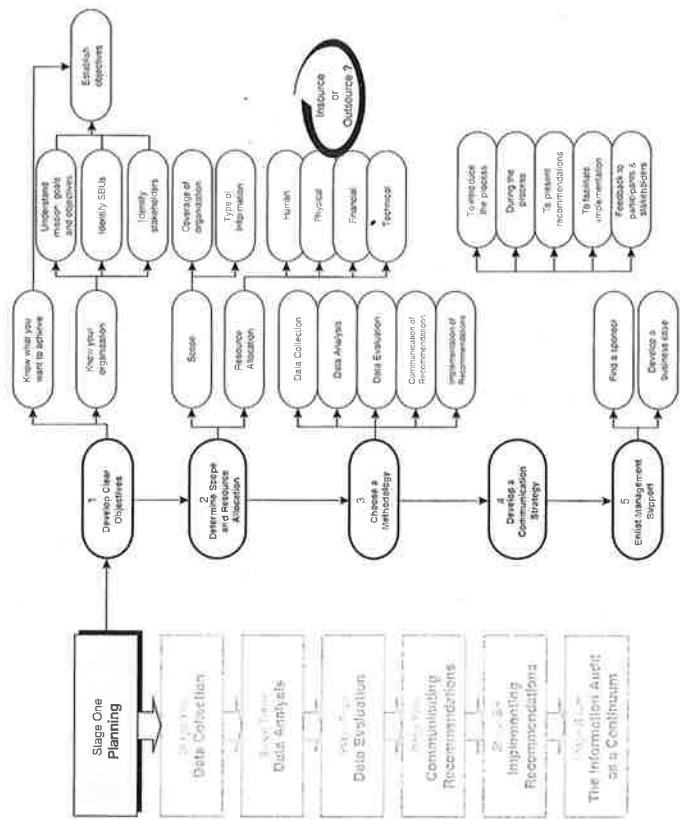 Stage One
Planning
Data Collection
Data Analysis
Data Evaluation
Communicating
Recommendations
Implementing
Recommendations
The Information Audit
as a Continuum
1
Develop Clear
Objectives
2
Determine Scope
and Resource
Allocation
3
Choose a
Methodology
4
Develop a
Communication
Strategy
5
Enlist Management
Support
Know what you
want to achieve
Know your
organization
Understand
mission goals
and objectives
Identify SBUs
Identify
stakeholders
Establish
objectives
Scope
Resource
Allocation
Coverage of
organization
Type of
Information
Human
Physical
Financial
Technical
Insource
or
Outsource ?
Data Collection
Data Analysis
Data Evaluation
Communication of
Recommendations
Implementation of
Recommendations
To introduce
the process
During the
process
To present
recommendations
To facilitate
implementation
Feedback to
participants &
stakeholders
Find a sponsor
Develop a
business case